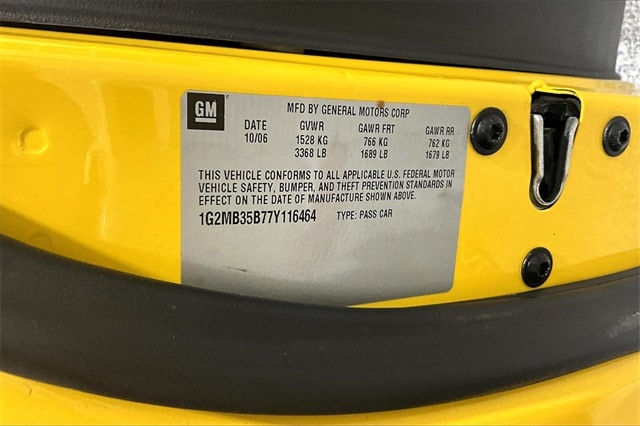 GM
MFD BY GENERAL MOTORS CORP
DATE GVWR GAWR FRT GAWR RR
10/06 1528 KG 766 KG 762 KG
3368 LB 1689 LB 1679 LB
THIS VEHICLE CONFORMS TO ALL APPLICABLE U.S. FEDERAL MOTOR
VEHICLE SAFETY, BUMPER, AND THEFT PREVENTION STANDARDS IN
EFFECT ON THE DATE OF MANUFACTURE SHOWN ABOVE.
1G2MB35B77Y116464 TYPE: PASS CAR